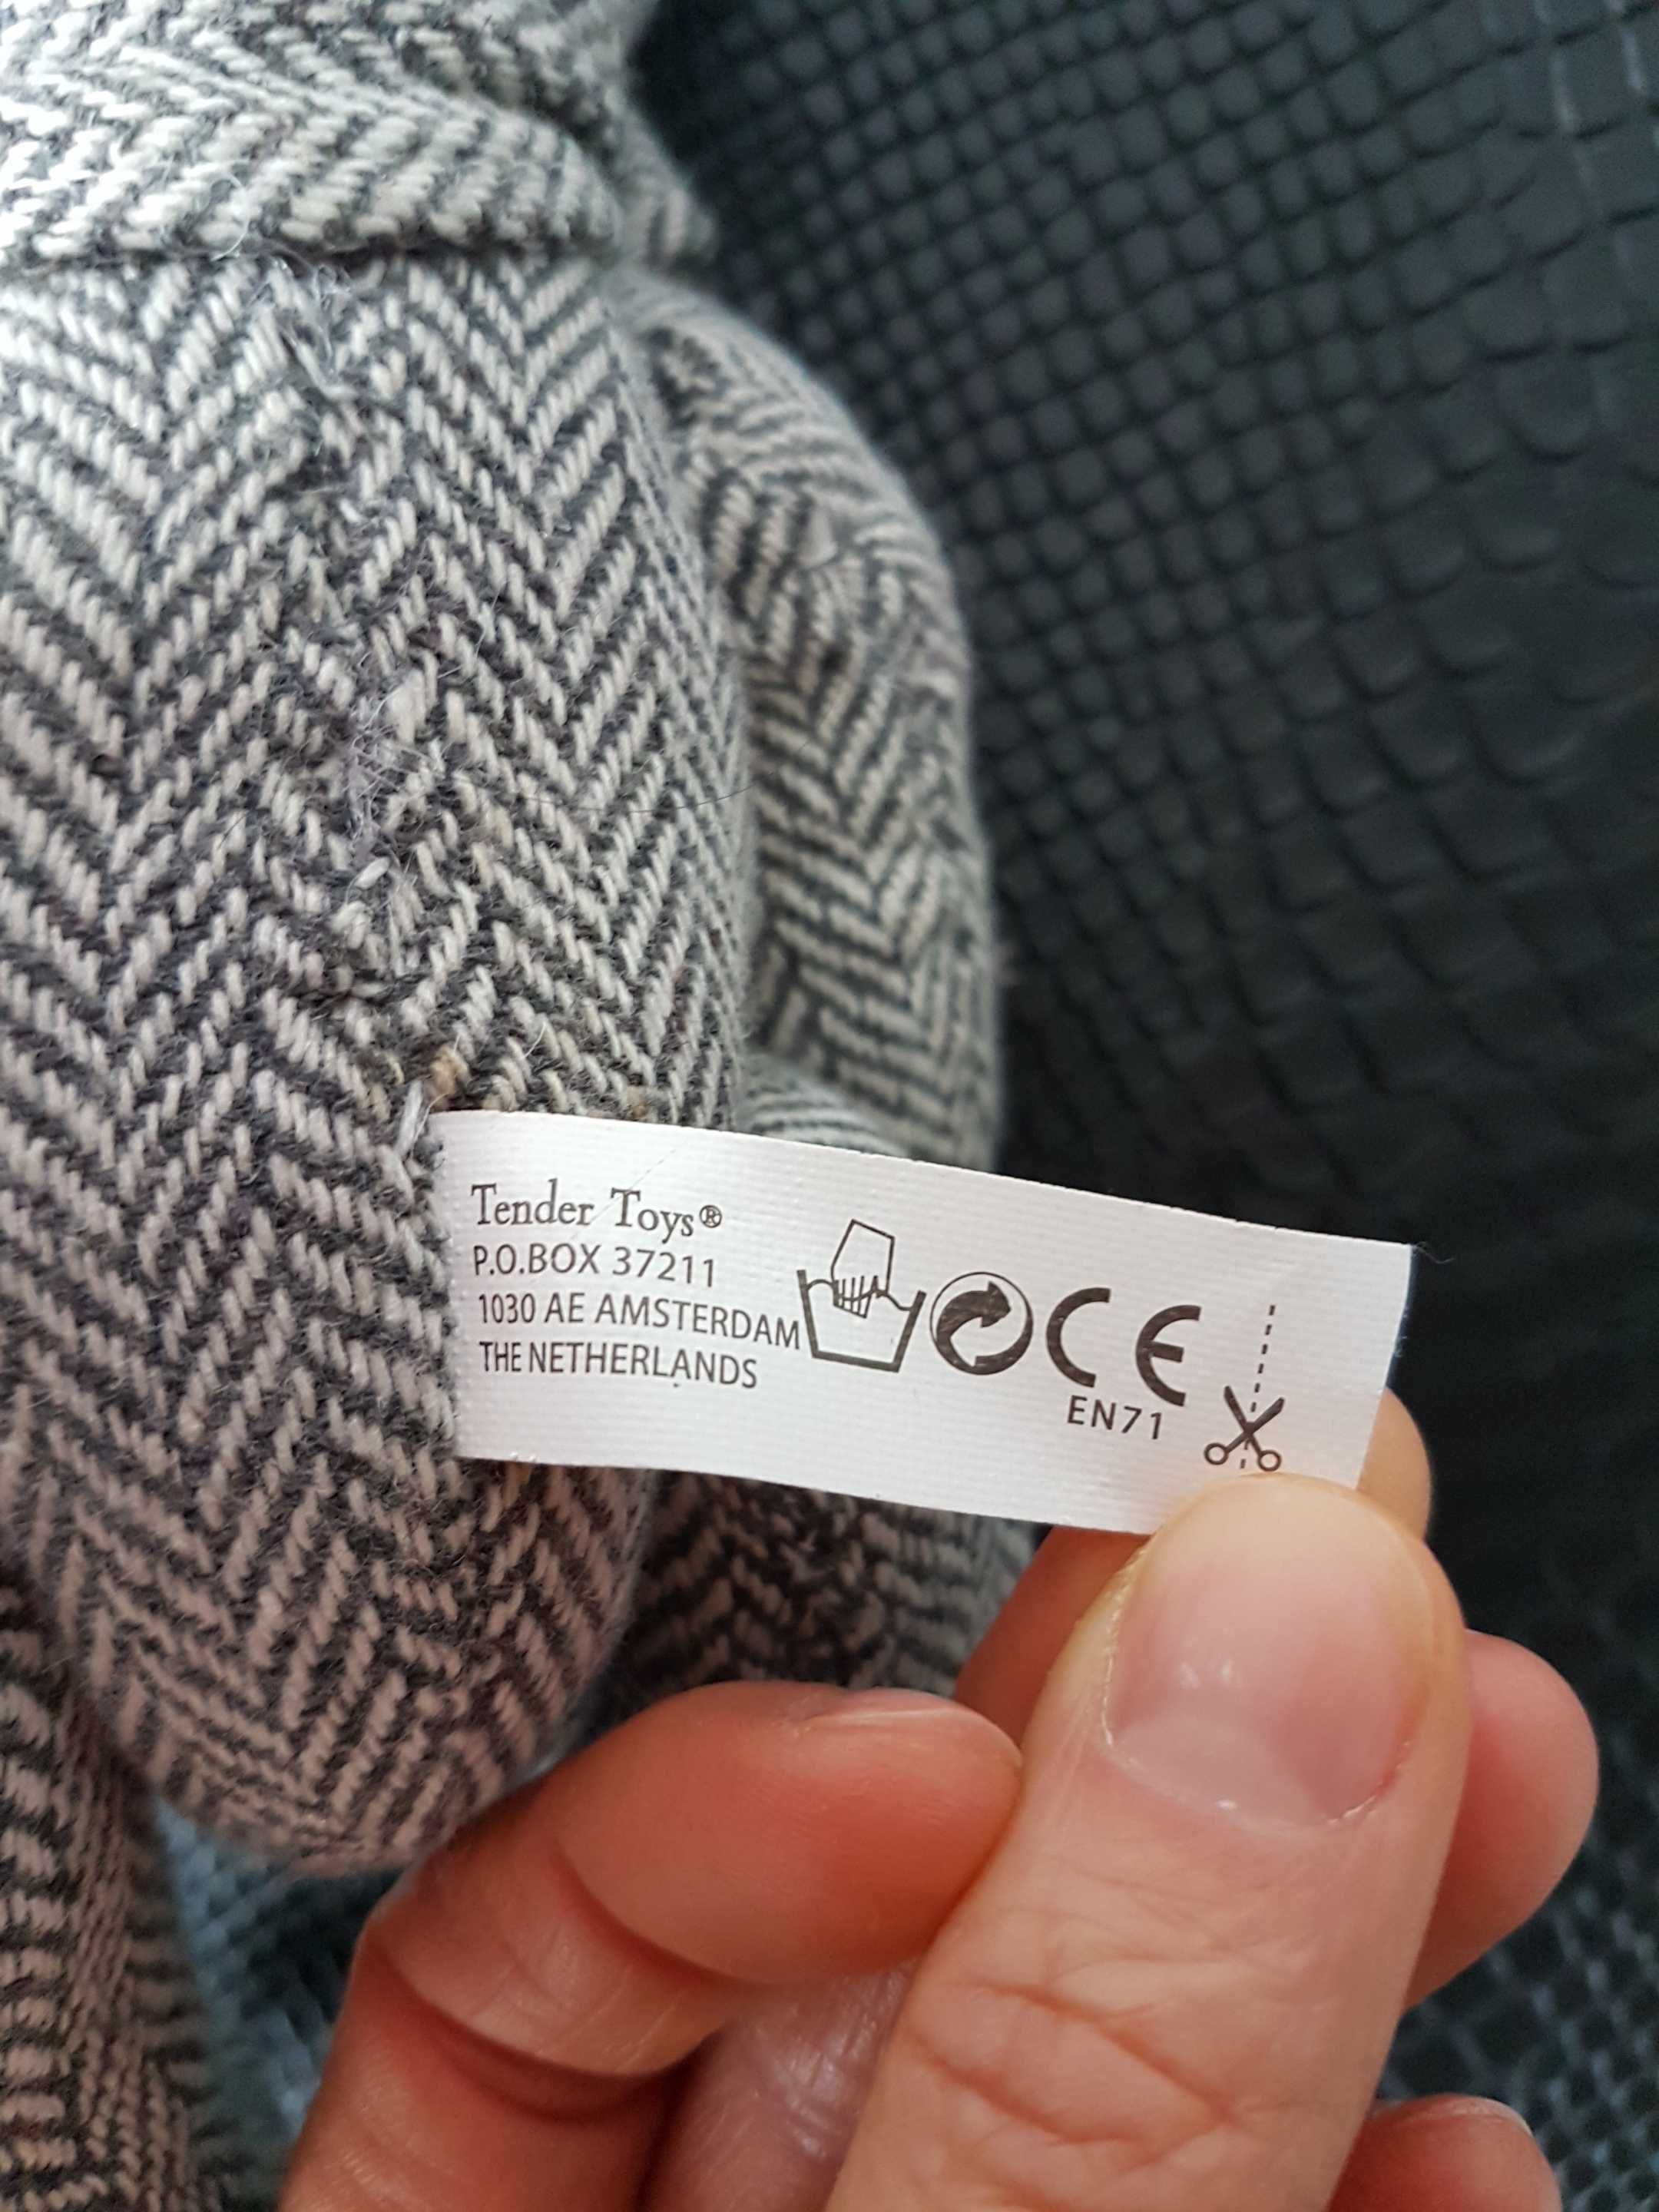 Tender Toys®
P.O.BOX 37211
1030 AE AMSTERDAM
THE NETHERLANDS
CE
EN71